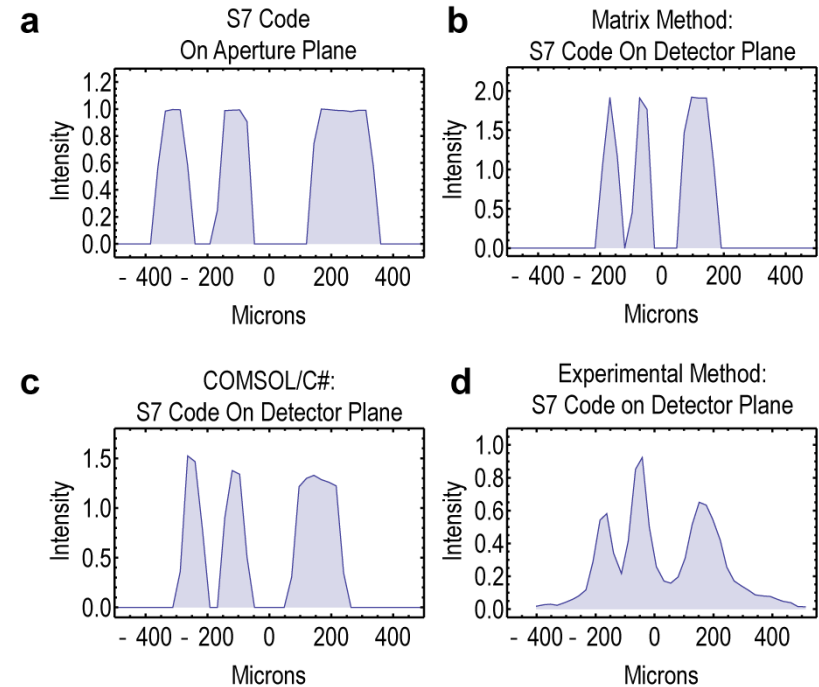 a
S7 Code
On Aperture Plane
1.2
1.0
0.8
0.6
0.4
0.2
0.0
Intensity
- 400 - 200 0 200 400
Microns
b
Matrix Method:
S7 Code On Detector Plane
2.0
1.5
1.0
0.5
0.0
Intensity
- 400 - 200 0 200 400
Microns
c
COMSOL/C#:
S7 Code On Detector Plane
1.5
1.0
0.5
0.0
Intensity
- 400 - 200 0 200 400
Microns
d
Experimental Method:
S7 Code on Detector Plane
1.0
0.8
0.6
0.4
0.2
0.0
Intensity
- 400 - 200 0 200 400
Microns